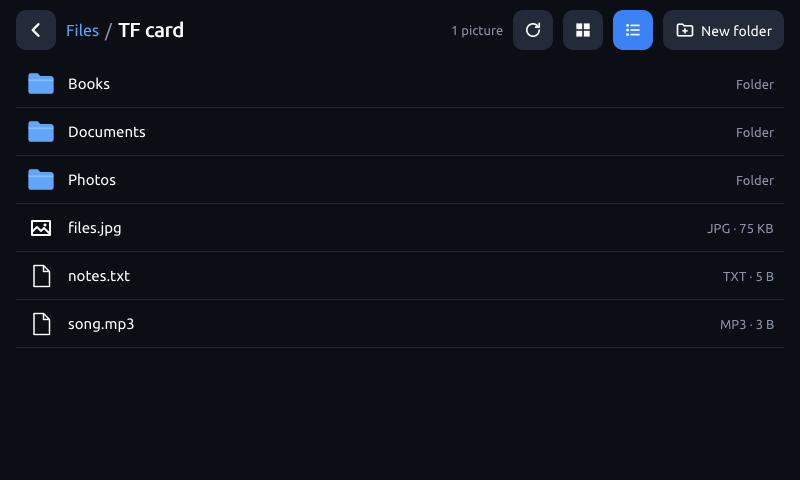 Files / TF card
1 picture
New folder
Books
Folder
Documents
Folder
Photos
Folder
files.jpg
JPG · 75 KB
notes.txt
TXT · 5 B
song.mp3
MP3 · 3 B